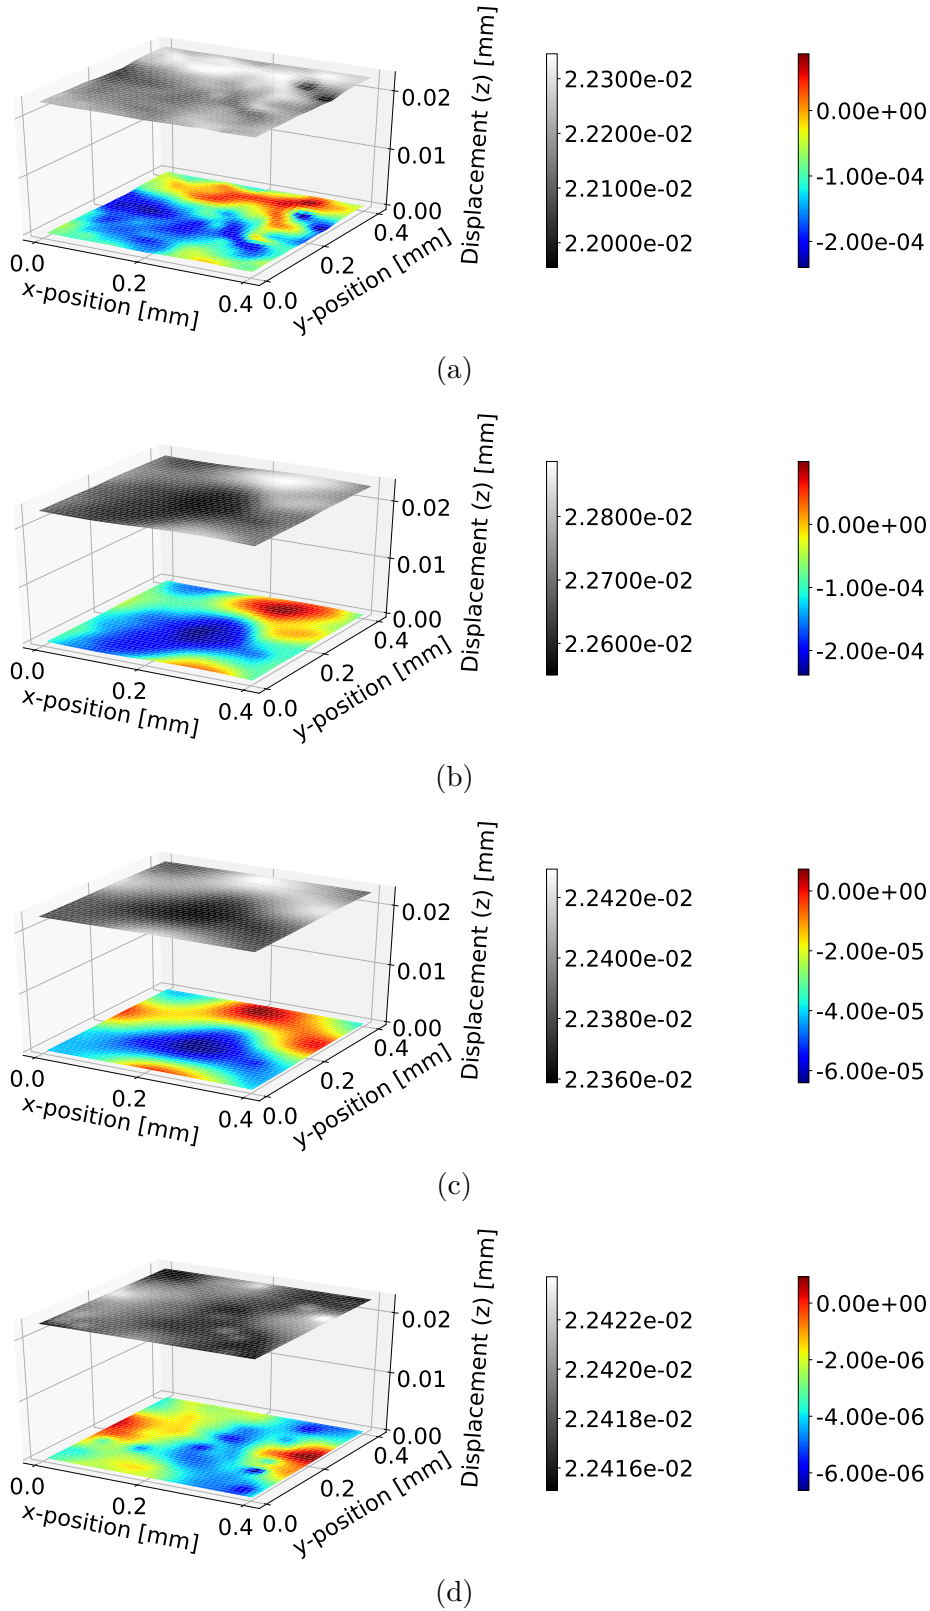 Displacement (z) [mm]
0.02
0.01
0.00
0.4
0.2
0.0
0.0
0.2
0.4
x-position [mm]
y-position [mm]
2.2300e-02
2.2200e-02
2.2100e-02
2.2000e-02
0.00e+00
-1.00e-04
-2.00e-04
(a)
Displacement (z) [mm]
0.02
0.01
0.00
0.4
0.2
0.0
0.0
0.2
0.4
x-position [mm]
y-position [mm]
2.2800e-02
2.2700e-02
2.2600e-02
0.00e+00
-1.00e-04
-2.00e-04
(b)
Displacement (z) [mm]
0.02
0.01
0.00
0.4
0.2
0.0
0.0
0.2
0.4
x-position [mm]
y-position [mm]
2.2420e-02
2.2400e-02
2.2380e-02
2.2360e-02
0.00e+00
-2.00e-05
-4.00e-05
-6.00e-05
(c)
Displacement (z) [mm]
0.02
0.01
0.00
0.4
0.2
0.0
0.0
0.2
0.4
x-position [mm]
y-position [mm]
2.2422e-02
2.2420e-02
2.2418e-02
2.2416e-02
0.00e+00
-2.00e-06
-4.00e-06
-6.00e-06
(d)